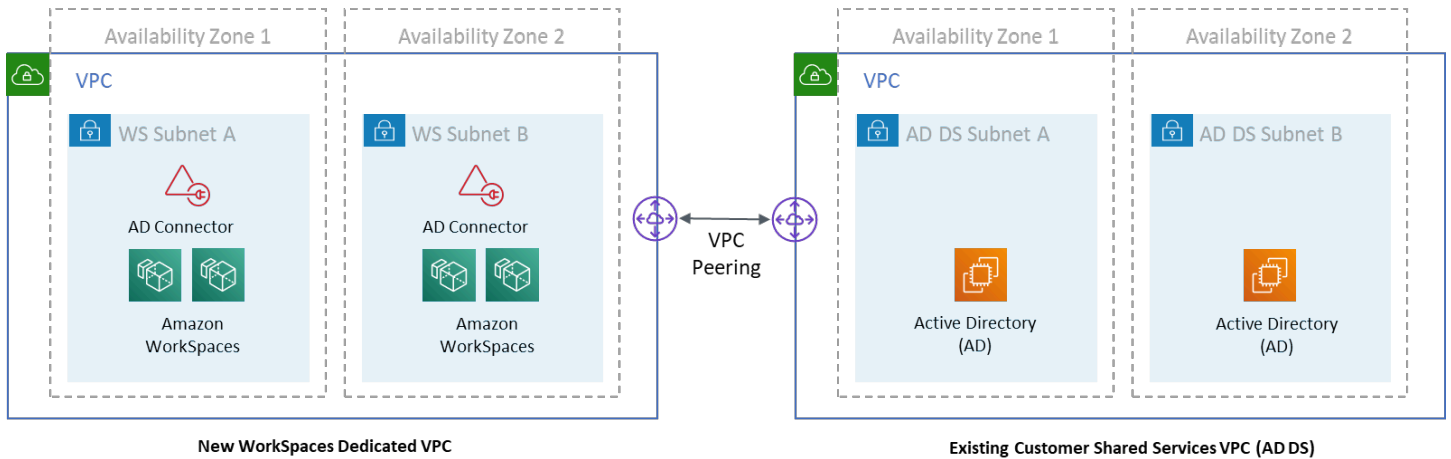 Availability Zone 1
Availability Zone 2
VPC
WS Subnet A
WS Subnet B
AD Connector
AD Connector
Amazon
WorkSpaces
Amazon
WorkSpaces
New WorkSpaces Dedicated VPC
VPC
Peering
Availability Zone 1
Availability Zone 2
VPC
AD DS Subnet A
AD DS Subnet B
Active Directory
(AD)
Active Directory
(AD)
Existing Customer Shared Services VPC (AD DS)